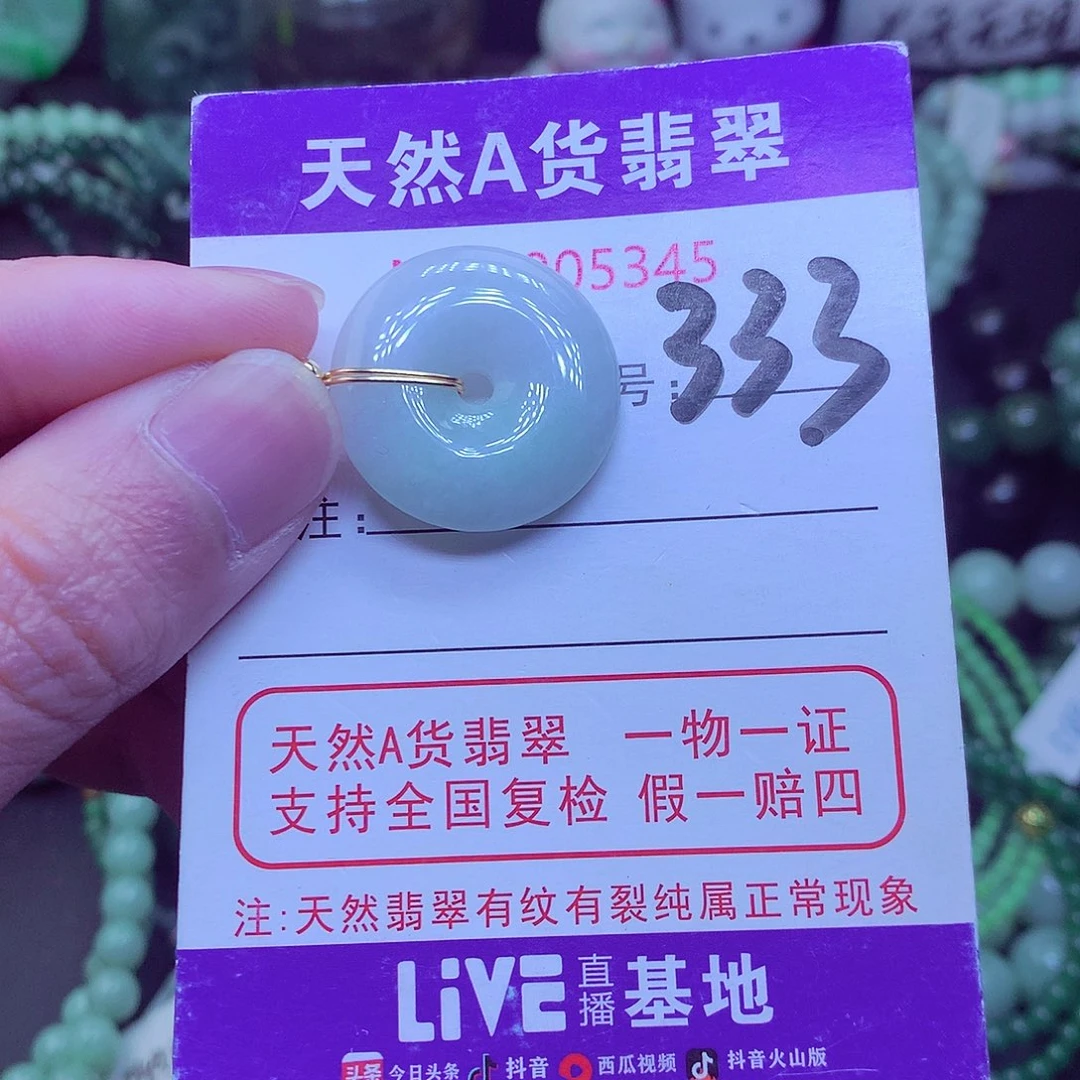 天然A货翡翠
05345
号: 333
注:
天然A货翡翠 一物一证
支持全国复检 假一赔四
注:天然翡翠有纹有裂纯属正常现象
LiVE 直播 基地
头条 今日头条 抖音 西瓜视频 抖音火山版